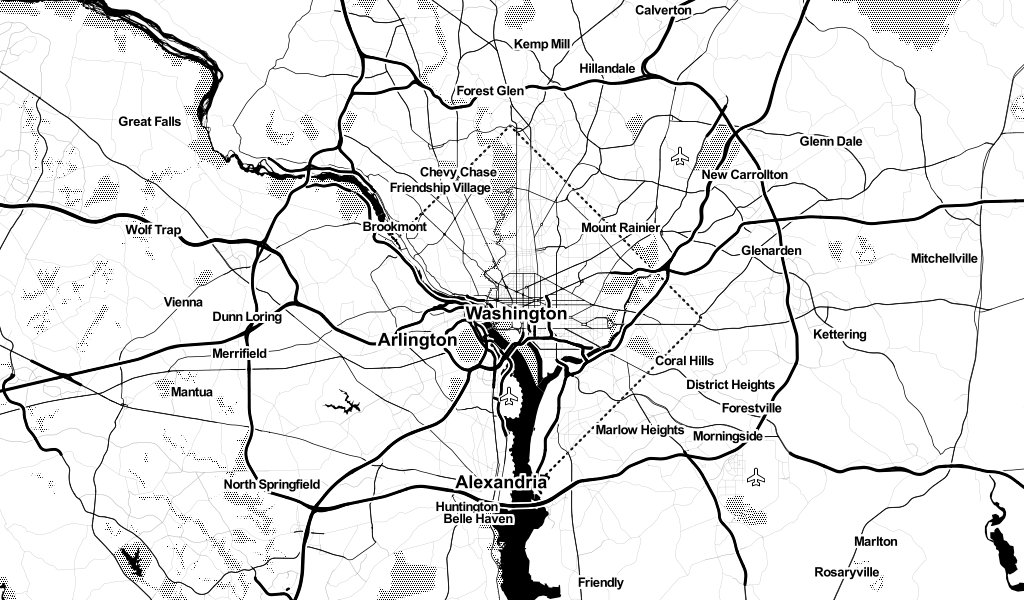 Calverton
Kemp Mill
Hillandale
Forest Glen
Great Falls
Glenn Dale
Chevy Chase
New Carrollton
Friendship Village
Brookmont
Mount Rainier
Wolf Trap
Glenarden
Mitchellville
Vienna
Dunn Loring
Washington
Kettering
Arlington
Merrifield
Coral Hills
District Heights
Mantua
Forestville
Marlow Heights
Morningside
Alexandria
North Springfield
Huntington
Belle Haven
Marlton
Rosaryville
Friendly